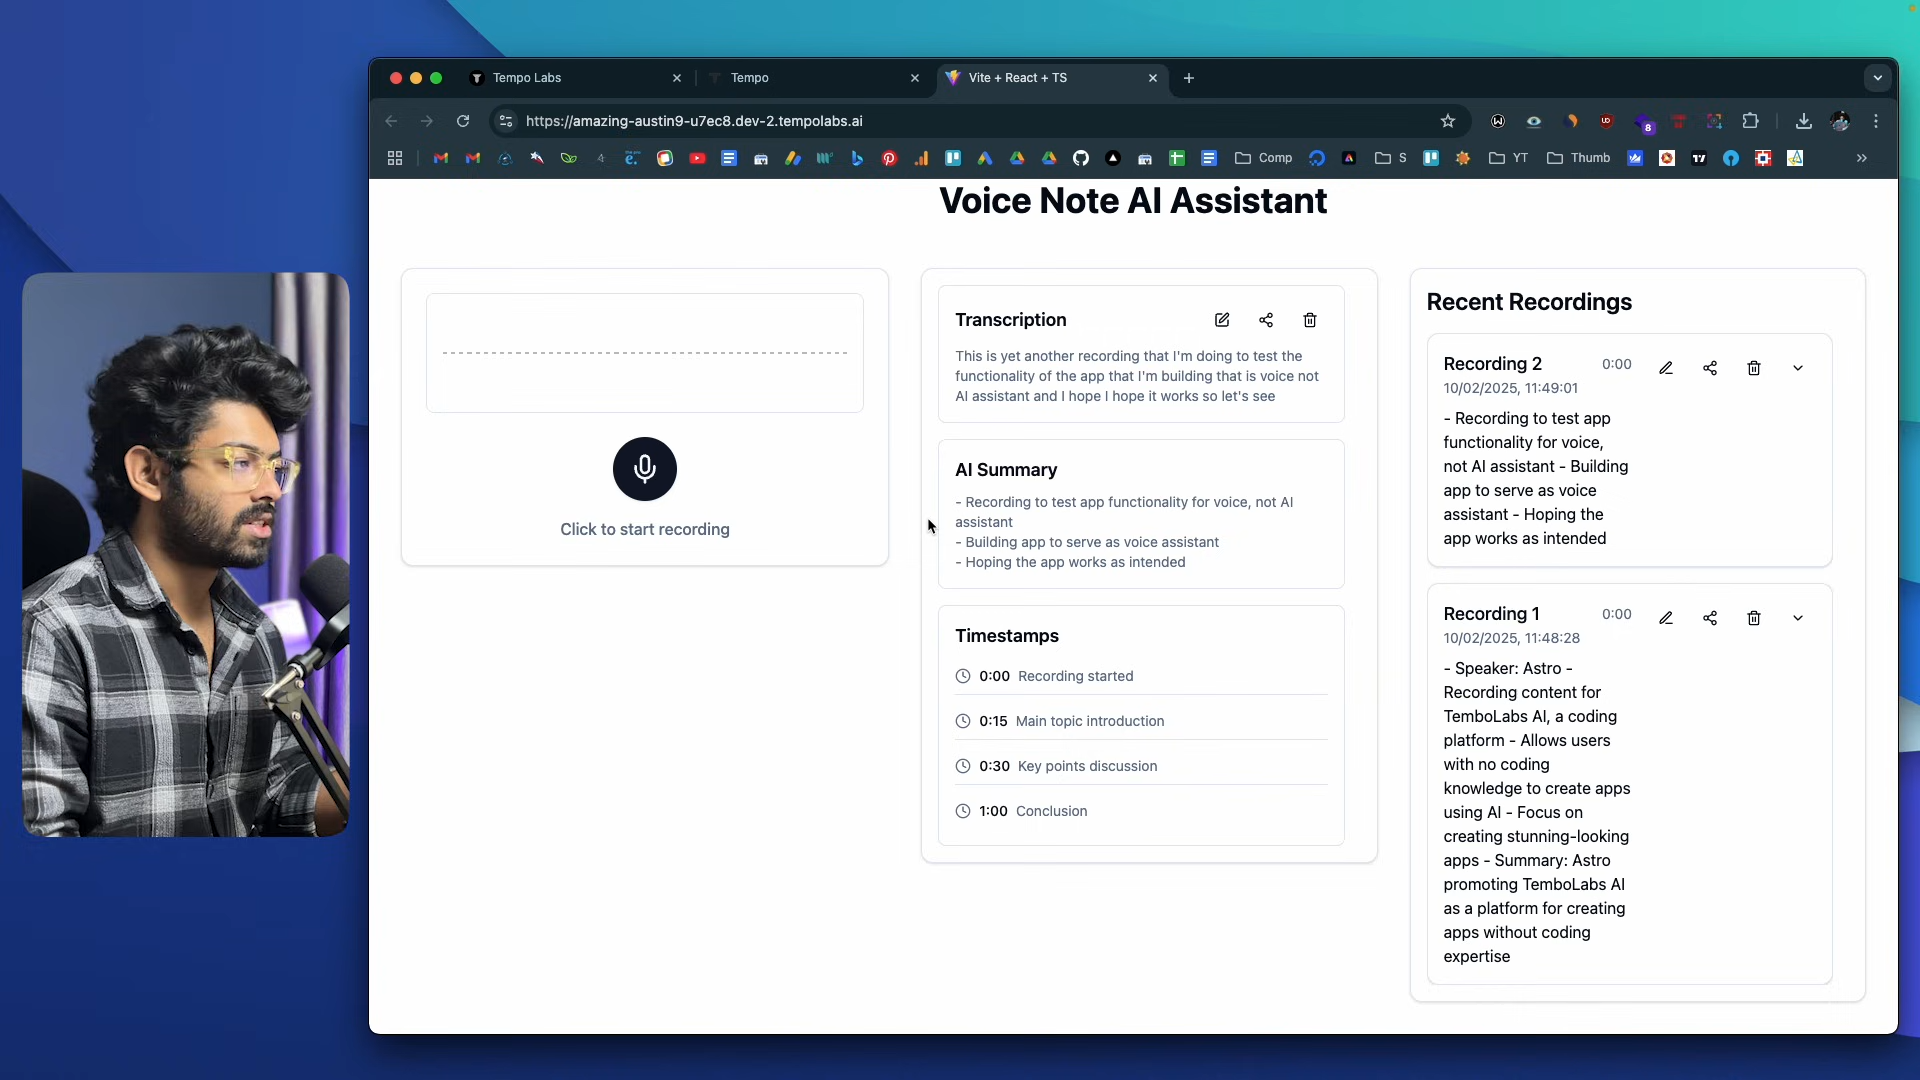 Tempo Labs
Tempo
Vite + React + TS
https://amazing-austin9-u7ec8.dev-2.tempolabs.ai
8
Comp
S
YT
Thumb
Voice Note AI Assistant
Click to start recording
Transcription
This is yet another recording that I'm doing to test the
functionality of the app that I'm building that is voice not
AI assistant and I hope I hope it works so let's see
AI Summary
- Recording to test app functionality for voice, not AI
assistant
- Building app to serve as voice assistant
- Hoping the app works as intended
Timestamps
0:00 Recording started
0:15 Main topic introduction
0:30 Key points discussion
1:00 Conclusion
Recent Recordings
Recording 2 0:00
10/02/2025, 11:49:01
- Recording to test app
functionality for voice,
not AI assistant - Building
app to serve as voice
assistant - Hoping the
app works as intended
Recording 1 0:00
10/02/2025, 11:48:28
- Speaker: Astro -
Recording content for
TemboLabs AI, a coding
platform - Allows users
with no coding
knowledge to create apps
using AI - Focus on
creating stunning-looking
apps - Summary: Astro
promoting TemboLabs AI
as a platform for creating
apps without coding
expertise